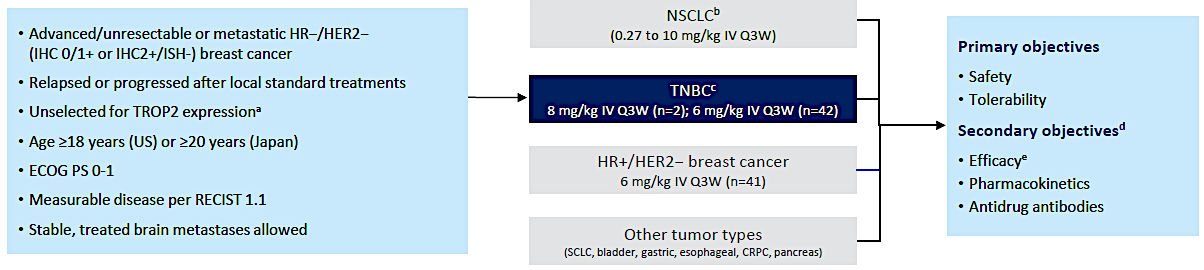 • Advanced/unresectable or metastatic HR–/HER2–
(IHC 0/1+ or IHC2+/ISH-) breast cancer
• Relapsed or progressed after local standard treatments
• Unselected for TROP2 expressionᵃ
• Age ≥18 years (US) or ≥20 years (Japan)
• ECOG PS 0-1
• Measurable disease per RECIST 1.1
• Stable, treated brain metastases allowed
NSCLCᵇ
(0.27 to 10 mg/kg IV Q3W)
TNBCᶜ
8 mg/kg IV Q3W (n=2); 6 mg/kg IV Q3W (n=42)
HR+/HER2– breast cancer
6 mg/kg IV Q3W (n=41)
Other tumor types
(SCLC, bladder, gastric, esophageal, CRPC, pancreas)
Primary objectives
• Safety
• Tolerability
Secondary objectivesᵈ
• Efficacyᵉ
• Pharmacokinetics
• Antidrug antibodies